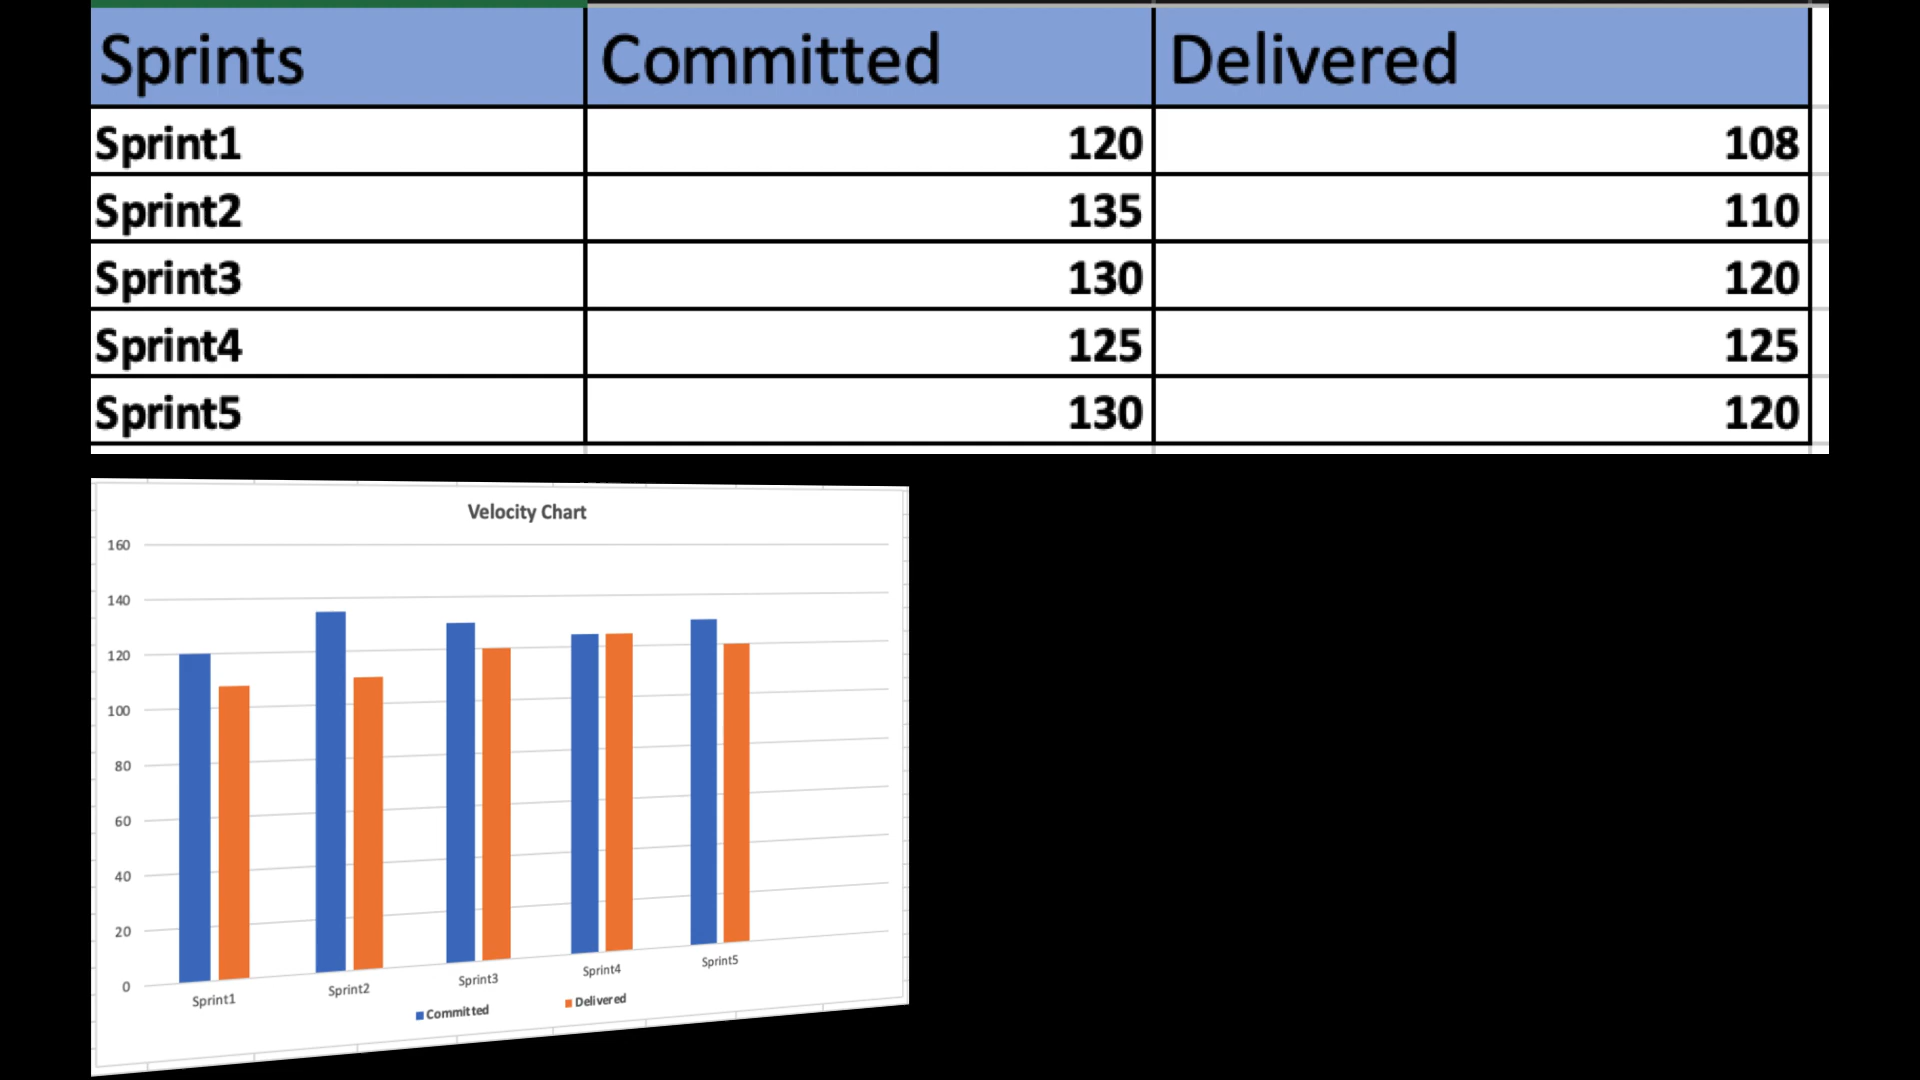 Sprints Committed Delivered
Sprint1 120 108
Sprint2 135 110
Sprint3 130 120
Sprint4 125 125
Sprint5 130 120
Velocity Chart
160
140
120
100
80
60
40
20
0
Sprint1 Sprint2 Sprint3 Sprint4 Sprint5
Committed Delivered